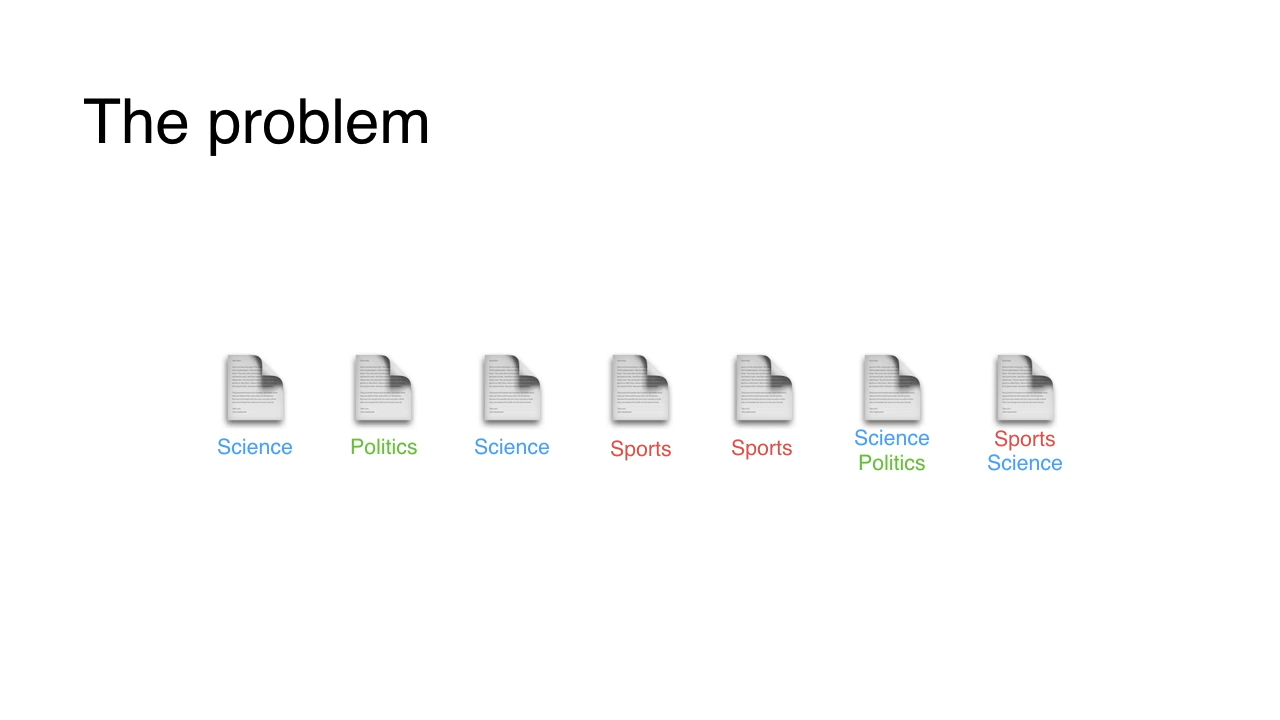 The problem
Science
Politics
Science
Sports
Sports
Science
Politics
Sports
Science